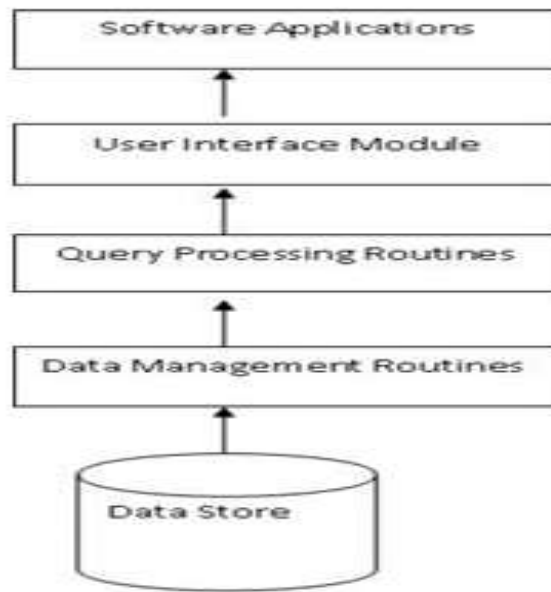 Software Applications
User Interface Module
Query Processing Routines
Data Management Routines
Data Store